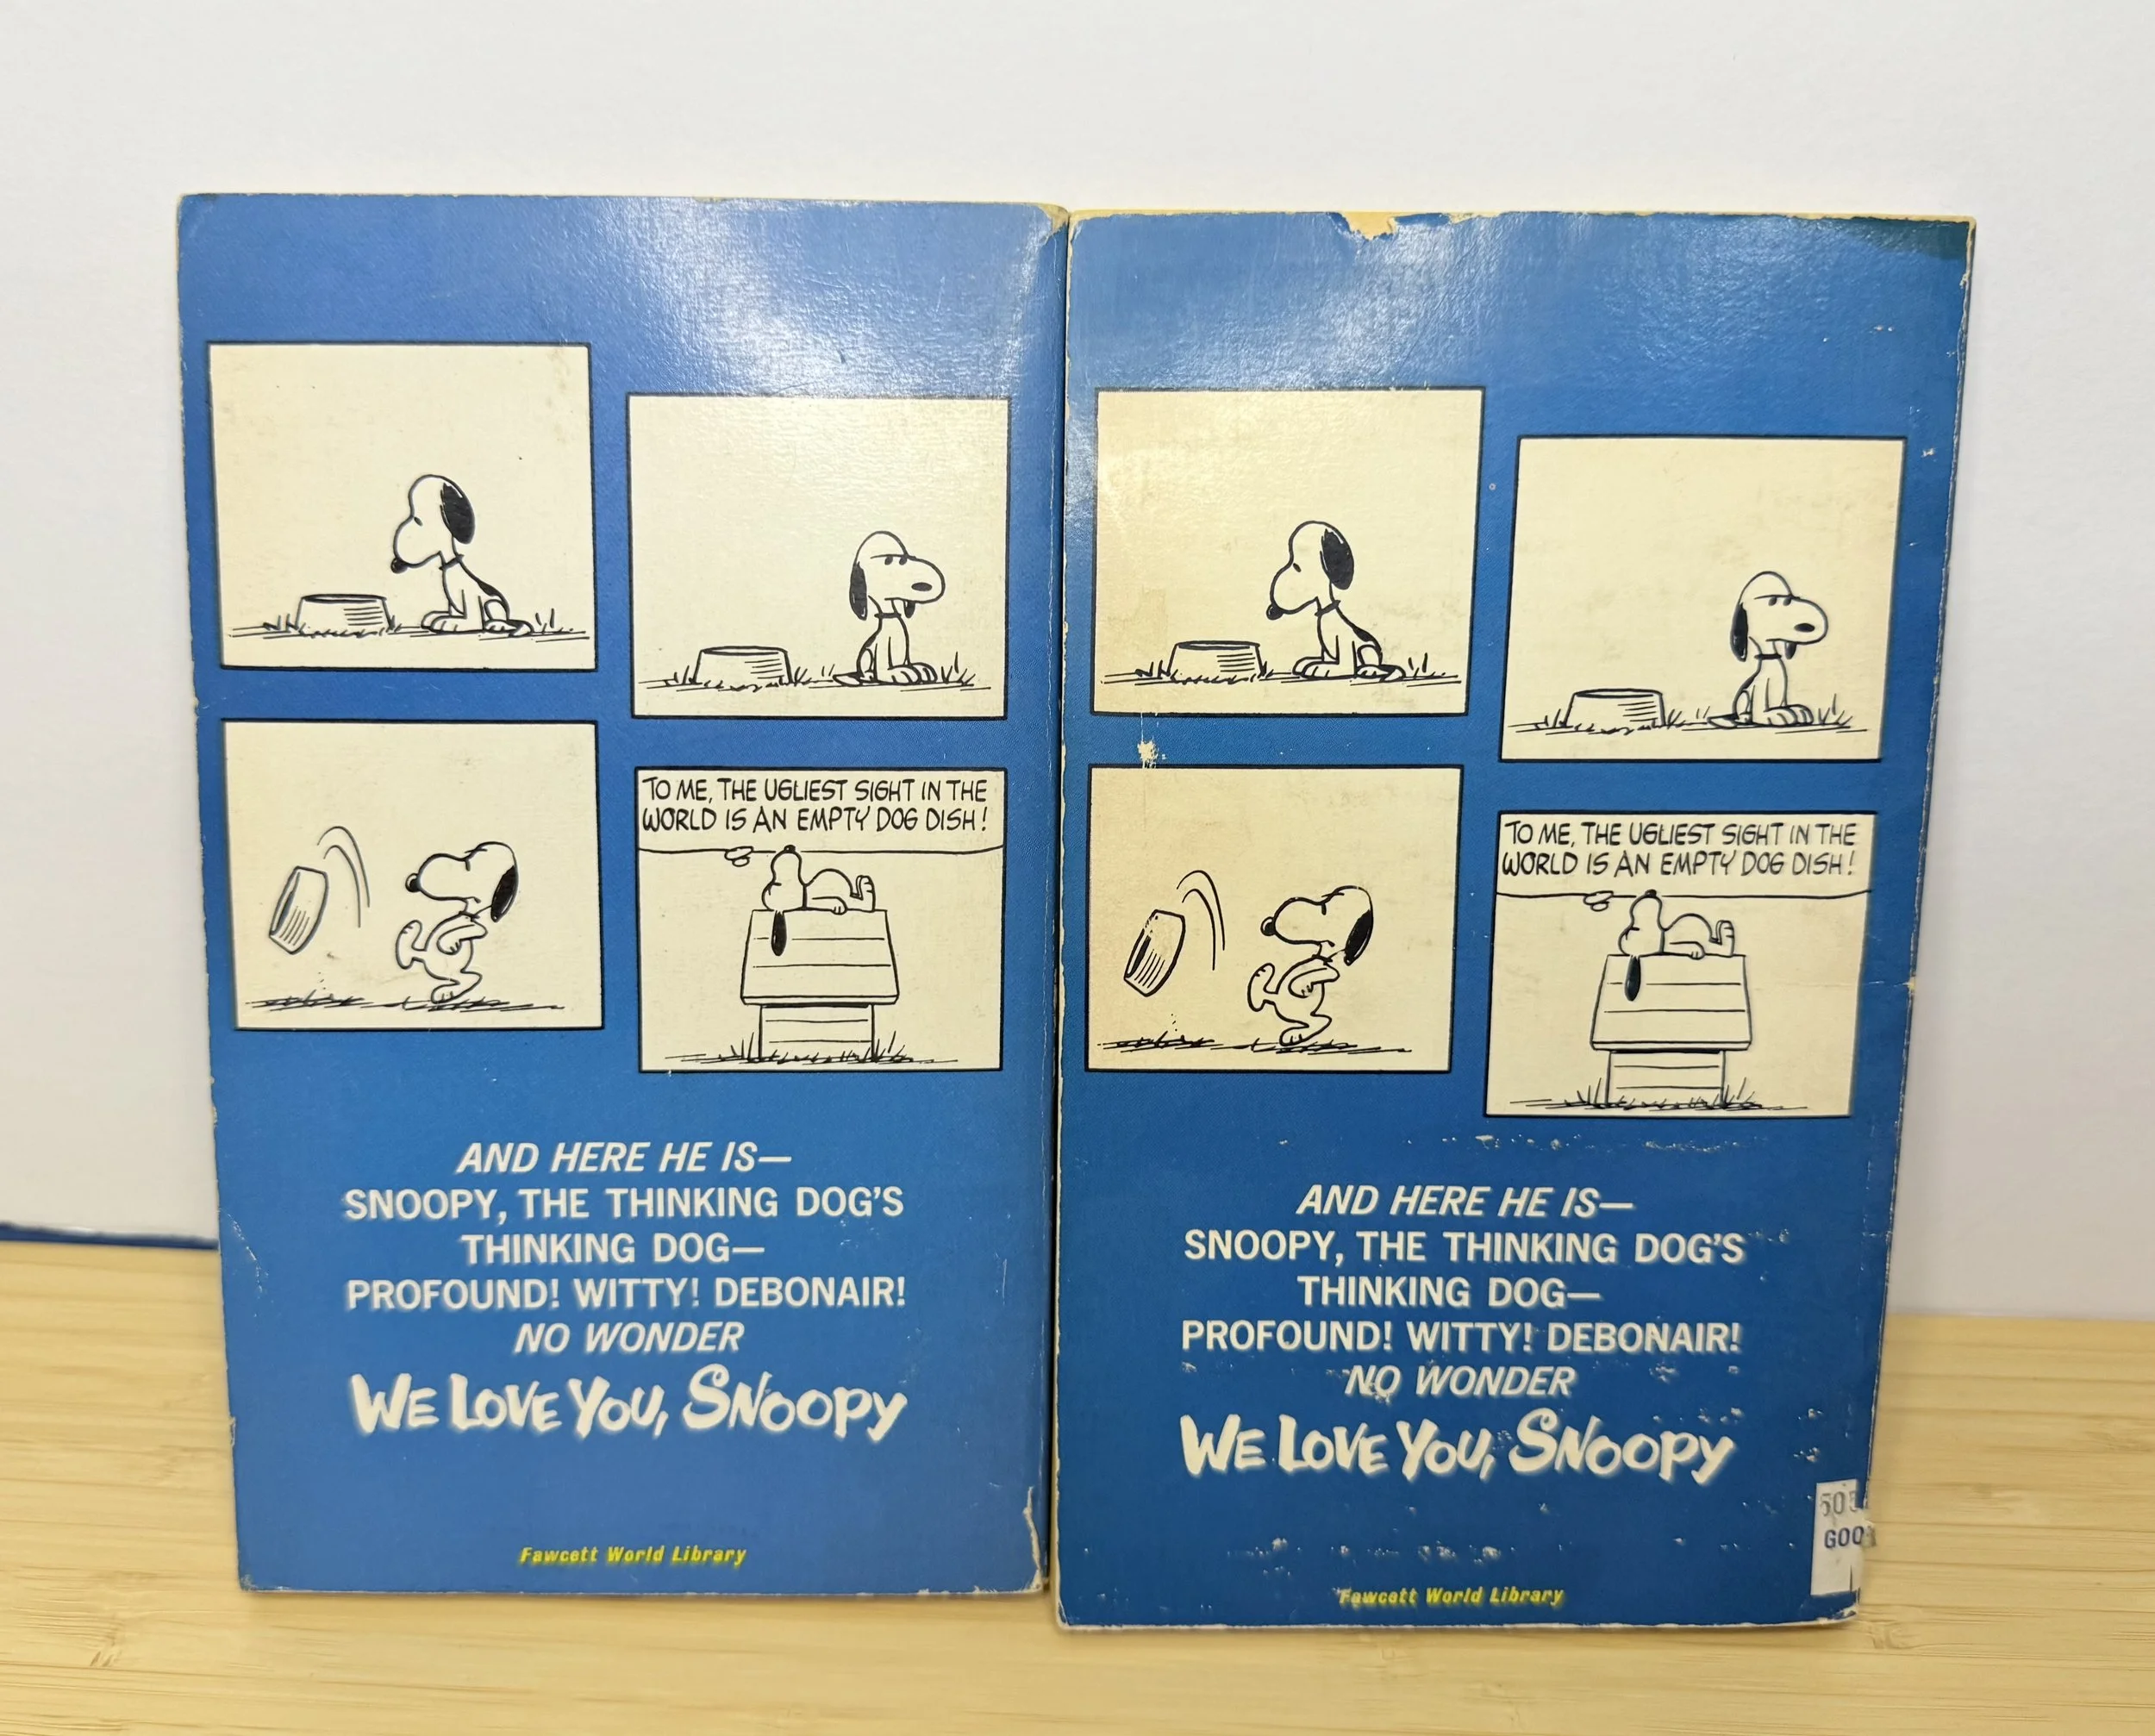 TO ME, THE UGLIEST SIGHT IN THE
WORLD IS AN EMPTY DOG DISH!
AND HERE HE IS—
SNOOPY, THE THINKING DOG'S
THINKING DOG—
PROFOUND! WITTY! DEBONAIR!
NO WONDER
WE LOVE YOU, SNOOPY
Fawcett World Library
TO ME, THE UGLIEST SIGHT IN THE
WORLD IS AN EMPTY DOG DISH!
AND HERE HE IS—
SNOOPY, THE THINKING DOG'S
THINKING DOG—
PROFOUND! WITTY! DEBONAIR!
NO WONDER
WE LOVE YOU, SNOOPY
GOO
Fawcett World Library